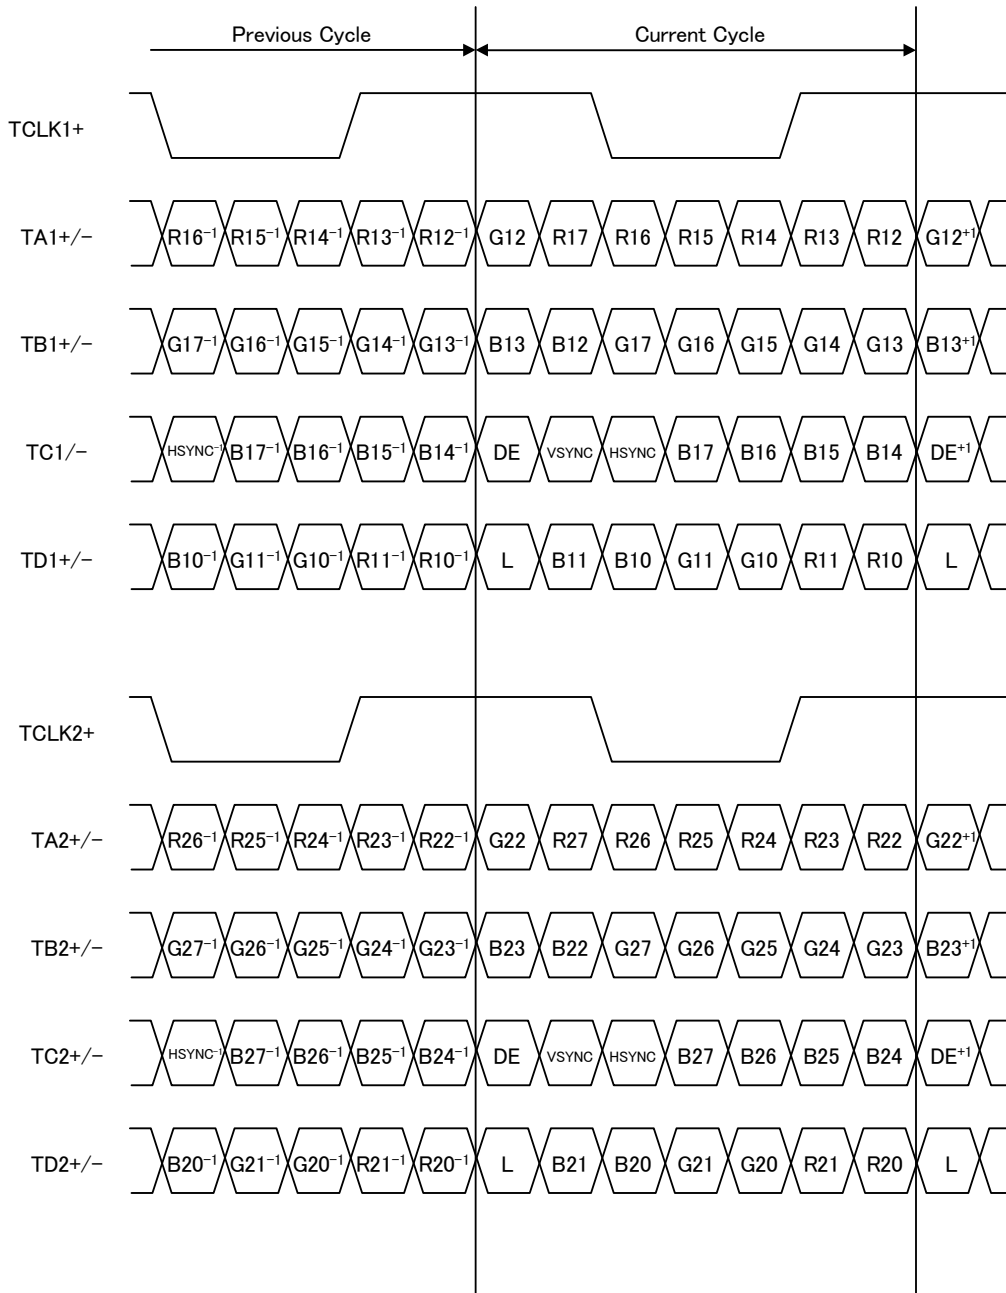 Previous Cycle Current Cycle
TCLK1+
TA1+/− R16⁻¹ R15⁻¹ R14⁻¹ R13⁻¹ R12⁻¹ G12 R17 R16 R15 R14 R13 R12 G12⁺¹
TB1+/− G17⁻¹ G16⁻¹ G15⁻¹ G14⁻¹ G13⁻¹ B13 B12 G17 G16 G15 G14 G13 B13⁺¹
TC1/− HSYNC⁻¹ B17⁻¹ B16⁻¹ B15⁻¹ B14⁻¹ DE VSYNC HSYNC B17 B16 B15 B14 DE⁺¹
TD1+/− B10⁻¹ G11⁻¹ G10⁻¹ R11⁻¹ R10⁻¹ L B11 B10 G11 G10 R11 R10 L
TCLK2+
TA2+/− R26⁻¹ R25⁻¹ R24⁻¹ R23⁻¹ R22⁻¹ G22 R27 R26 R25 R24 R23 R22 G22⁺¹
TB2+/− G27⁻¹ G26⁻¹ G25⁻¹ G24⁻¹ G23⁻¹ B23 B22 G27 G26 G25 G24 G23 B23⁺¹
TC2+/− HSYNC⁻¹ B27⁻¹ B26⁻¹ B25⁻¹ B24⁻¹ DE VSYNC HSYNC B27 B26 B25 B24 DE⁺¹
TD2+/− B20⁻¹ G21⁻¹ G20⁻¹ R21⁻¹ R20⁻¹ L B21 B20 G21 G20 R21 R20 L